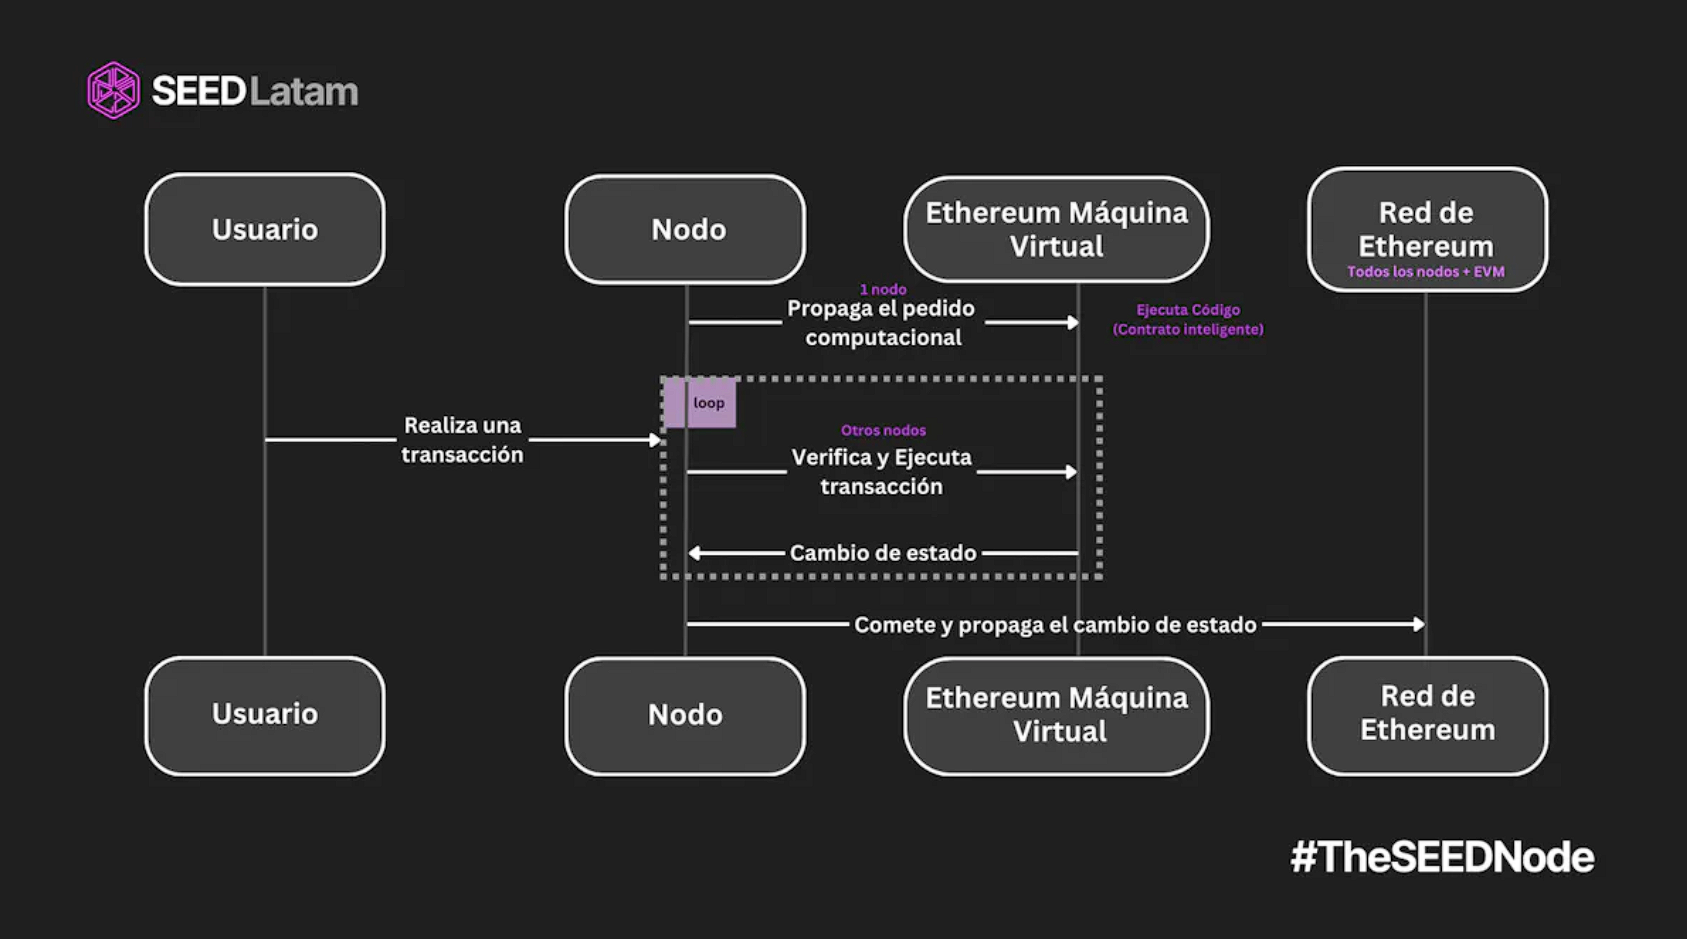 SEED Latam
Usuario
Nodo
Ethereum Máquina
Virtual
Red de
Ethereum
Todos los nodos + EVM
1 nodo
Propaga el pedido
computacional
Ejecuta Código
(Contrato inteligente)
loop
Realiza una
transacción
Otros nodos
Verifica y Ejecuta
transacción
Cambio de estado
Comete y propaga el cambio de estado
Usuario
Nodo
Ethereum Máquina
Virtual
Red de
Ethereum
#TheSEEDNode